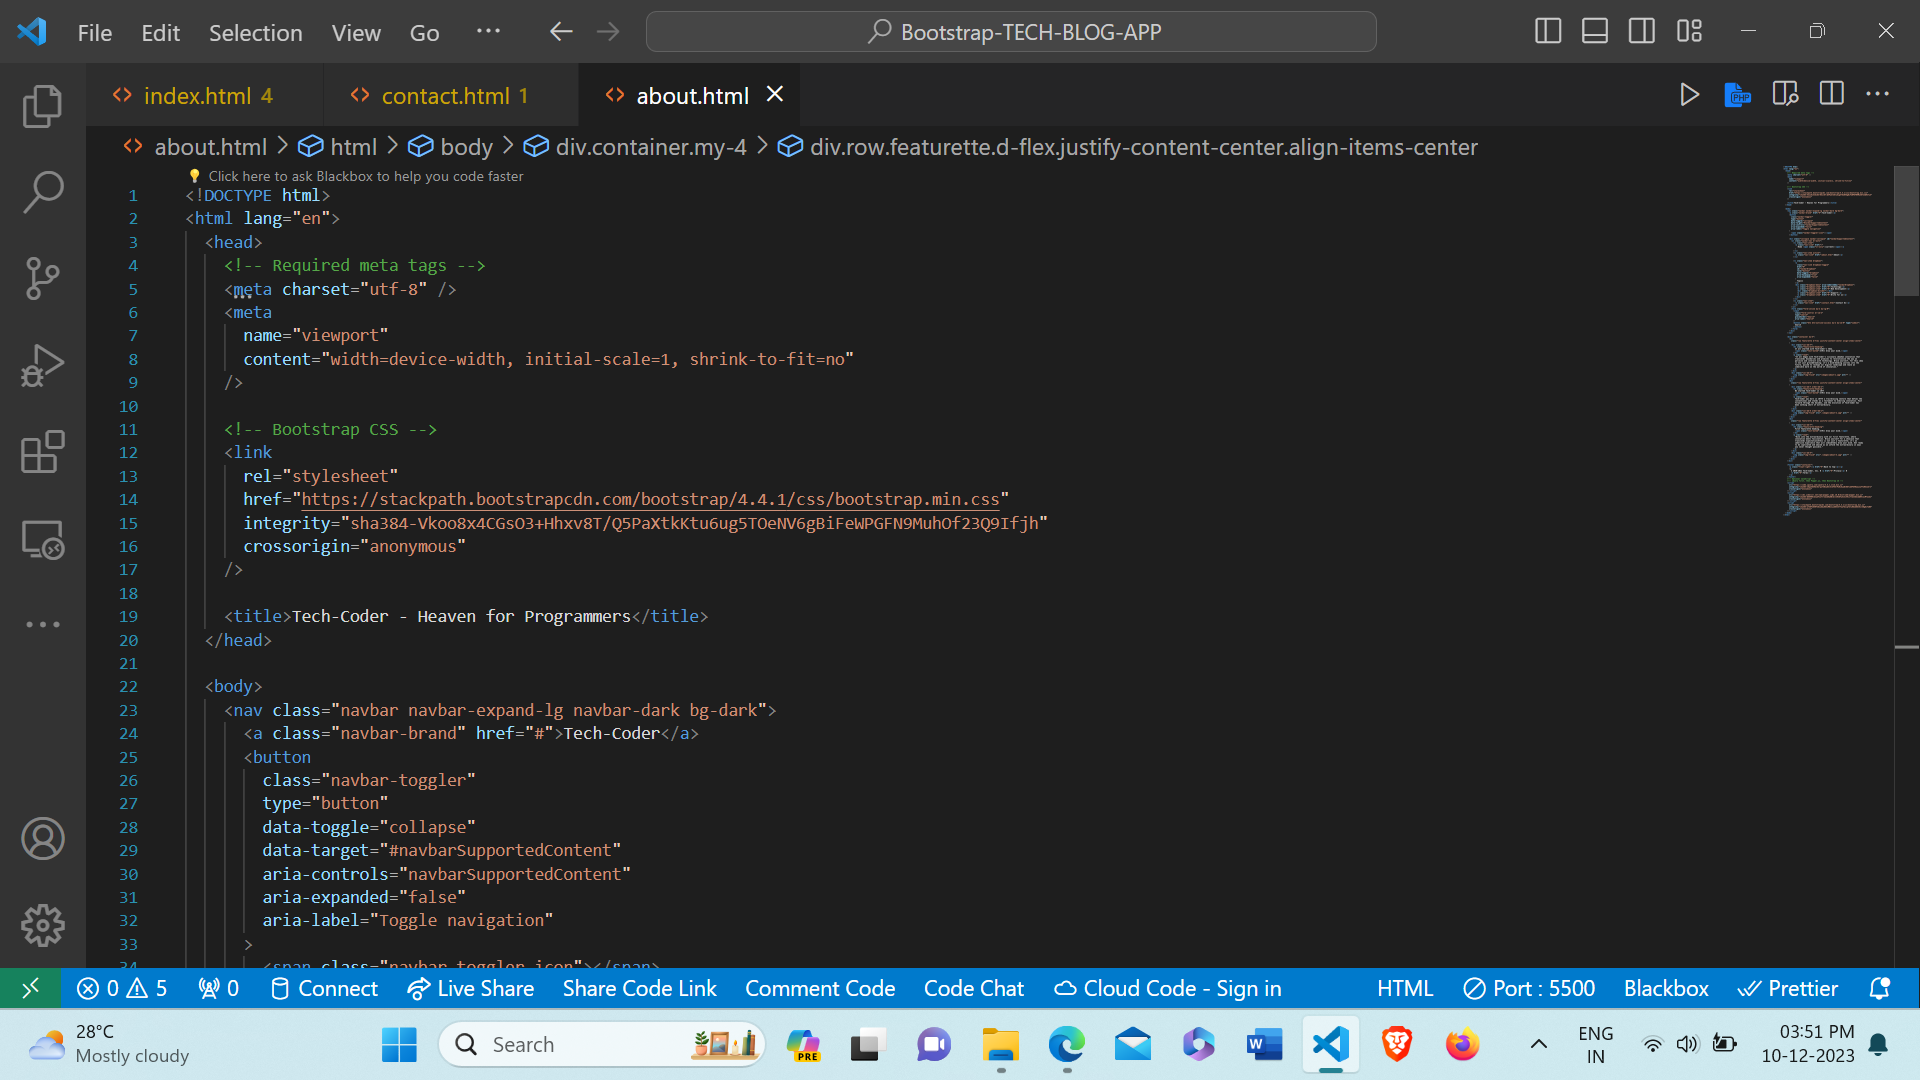 File Edit Selection View Go ··· Bootstrap-TECH-BLOG-APP
index.html 4 contact.html 1 about.html
about.html > html > body > div.container.my-4 > div.row.featurette.d-flex.justify-content-center.align-items-center
Click here to ask Blackbox to help you code faster
1 <!DOCTYPE html>
2 <html lang="en">
3 <head>
4 <!-- Required meta tags -->
5 <meta charset="utf-8" />
6 <meta
7 name="viewport"
8 content="width=device-width, initial-scale=1, shrink-to-fit=no"
9 />
10
11 <!-- Bootstrap CSS -->
12 <link
13 rel="stylesheet"
14 href="https://stackpath.bootstrapcdn.com/bootstrap/4.4.1/css/bootstrap.min.css"
15 integrity="sha384-Vkoo8x4CGsO3+Hhxv8T/Q5PaXtkKtu6ug5TOeNV6gBiFeWPGFN9MuhOf23Q9Ifjh"
16 crossorigin="anonymous"
17 />
18
19 <title>Tech-Coder - Heaven for Programmers</title>
20 </head>
21
22 <body>
23 <nav class="navbar navbar-expand-lg navbar-dark bg-dark">
24 <a class="navbar-brand" href="#">Tech-Coder</a>
25 <button
26 class="navbar-toggler"
27 type="button"
28 data-toggle="collapse"
29 data-target="#navbarSupportedContent"
30 aria-controls="navbarSupportedContent"
31 aria-expanded="false"
32 aria-label="Toggle navigation"
33 >
34 <span class="navbar-toggler-icon"></span>
0 5 0 Connect Live Share Share Code Link Comment Code Code Chat Cloud Code - Sign in HTML Port : 5500 Blackbox Prettier
28°C
Mostly cloudy
Search
PRE
ENG
IN
03:51 PM
10-12-2023